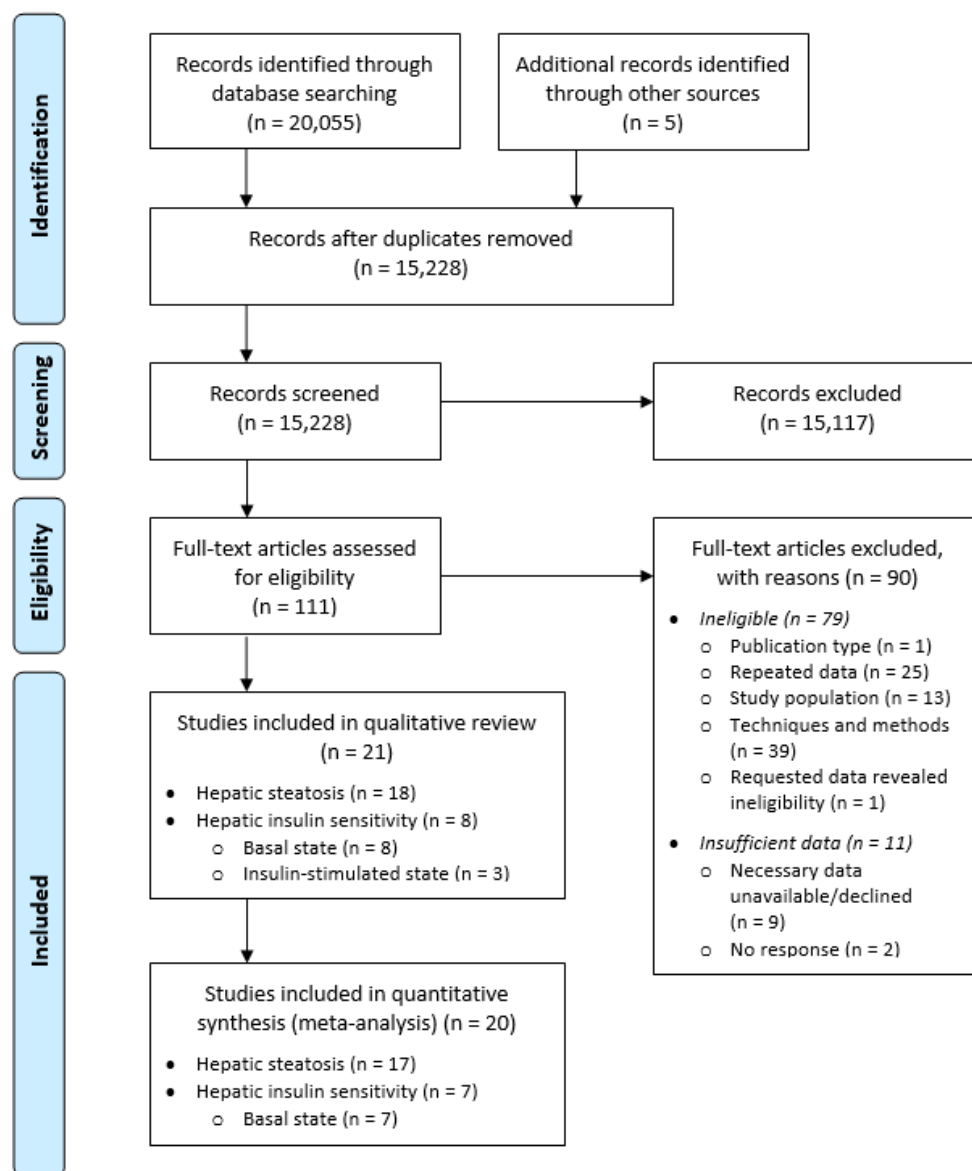 Identification
Records identified through
database searching
(n = 20,055)
Additional records identified
through other sources
(n = 5)
Records after duplicates removed
(n = 15,228)
Screening
Records screened
(n = 15,228)
Records excluded
(n = 15,117)
Eligibility
Full-text articles assessed
for eligibility
(n = 111)
Full-text articles excluded,
with reasons (n = 90)
• Ineligible (n = 79)
o Publication type (n = 1)
o Repeated data (n = 25)
o Study population (n = 13)
o Techniques and methods
(n = 39)
o Requested data revealed
ineligibility (n = 1)
• Insufficient data (n = 11)
o Necessary data
unavailable/declined
(n = 9)
o No response (n = 2)
Included
Studies included in qualitative review
(n = 21)
• Hepatic steatosis (n = 18)
• Hepatic insulin sensitivity (n = 8)
o Basal state (n = 8)
o Insulin-stimulated state (n = 3)
Studies included in quantitative
synthesis (meta-analysis) (n = 20)
• Hepatic steatosis (n = 17)
• Hepatic insulin sensitivity (n = 7)
o Basal state (n = 7)